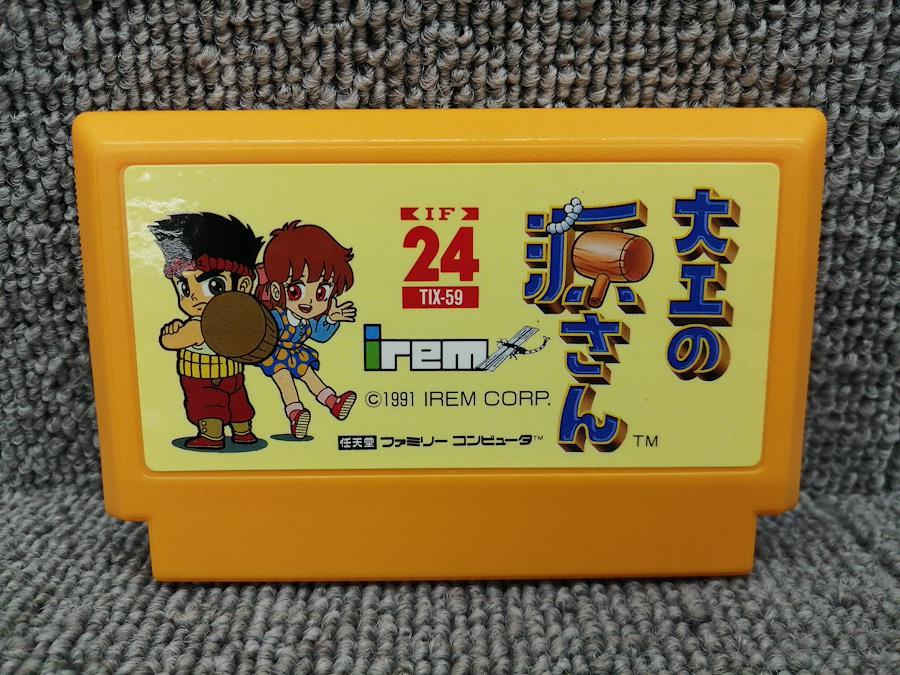 大工の
源さん
TM
IF
24
TIX-59
irem
©1991 IREM CORP.
任天堂 ファミリー コンピュータ™